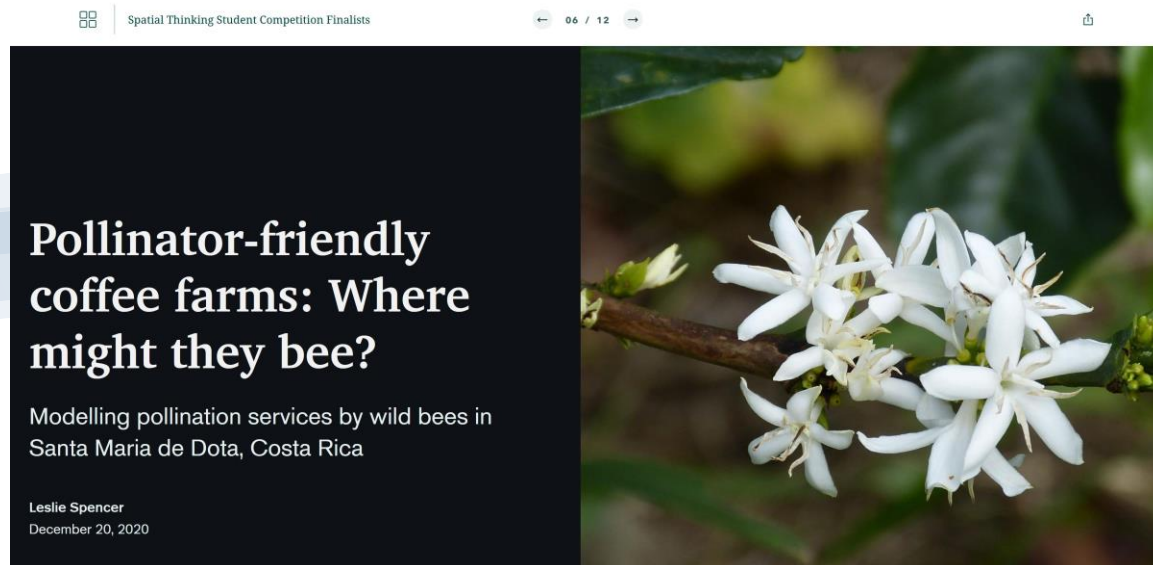 Spatial Thinking Student Competition Finalists
← 06 / 12 →
Pollinator-friendly
coffee farms: Where
might they bee?
Modelling pollination services by wild bees in
Santa Maria de Dota, Costa Rica
Leslie Spencer
December 20, 2020